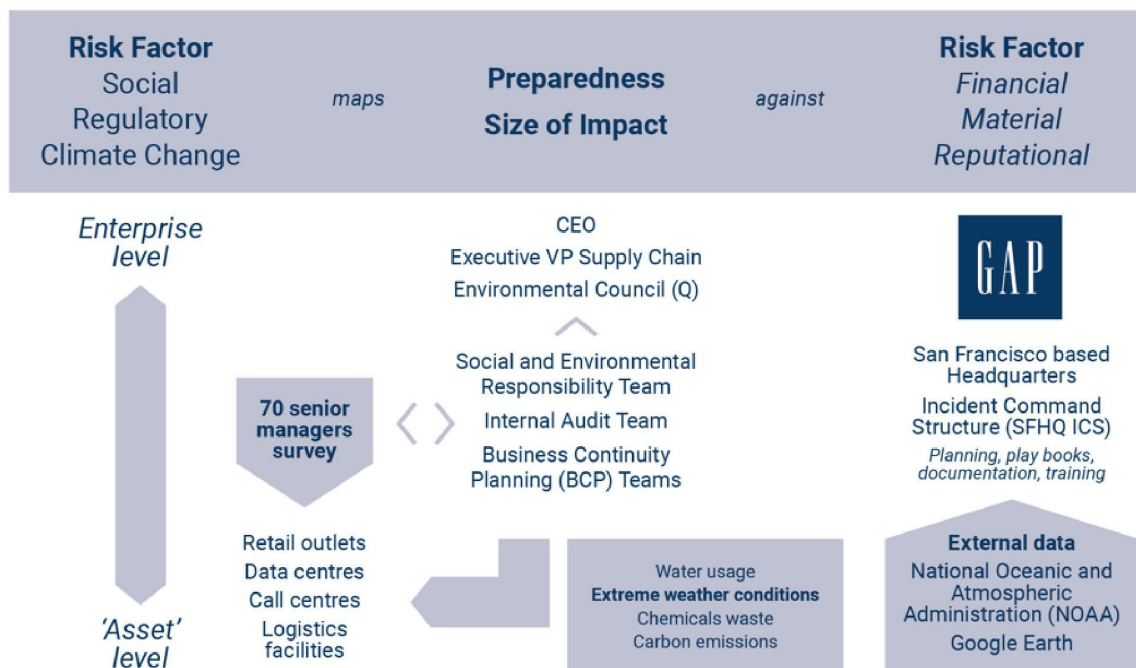 Risk Factor
Social
Regulatory
Climate Change
maps
Preparedness
Size of Impact
against
Risk Factor
Financial
Material
Reputational
Enterprise
level
'Asset'
level
70 senior
managers
survey
Retail outlets
Data centres
Call centres
Logistics
facilities
CEO
Executive VP Supply Chain
Environmental Council (Q)
Social and Environmental
Responsibility Team
Internal Audit Team
Business Continuity
Planning (BCP) Teams
Water usage
Extreme weather conditions
Chemicals waste
Carbon emissions
GAP
San Francisco based
Headquarters
Incident Command
Structure (SFHQ ICS)
Planning, play books,
documentation, training
External data
National Oceanic and
Atmospheric
Administration (NOAA)
Google Earth